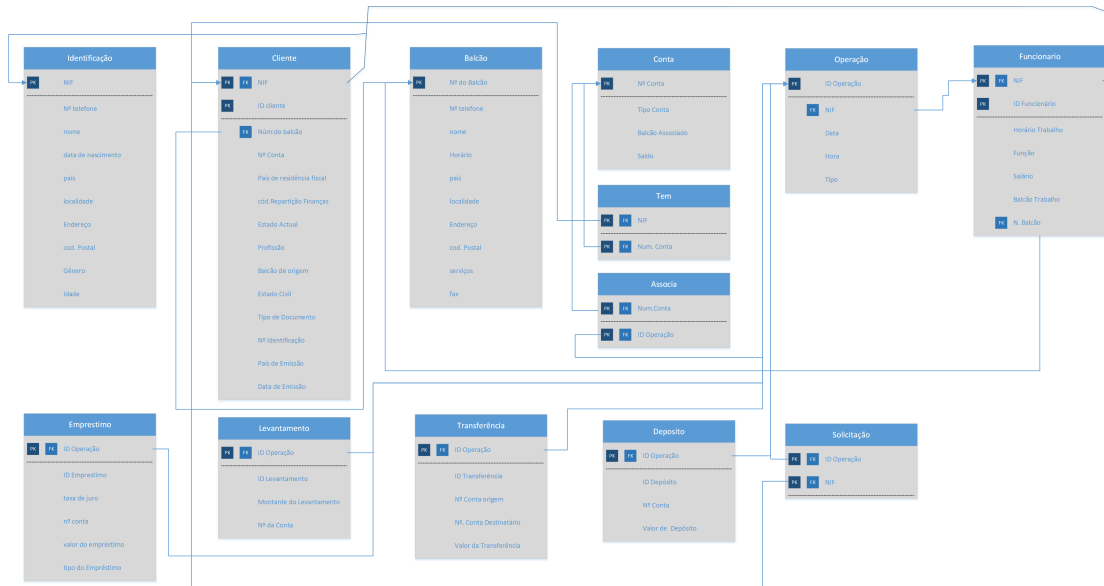 Identificação
PK NIF
Nº telefone
nome
data de nascimento
país
localidade
Endereço
cod. Postal
Género
Idade
Cliente
PK FK NIF
PK ID cliente
FK Núm.do balcão
Nº Conta
País de residência fiscal
cód.Repartição Finanças
Estado Actual
Profissão
Balcão de origem
Estado Civil
Tipo de Documento
Nº Identificação
País de Emissão
Data de Emissão
Balcão
PK Nº do Balcão
Nº telefone
nome
Horário
país
localidade
Endereço
cod. Postal
serviços
fax
Conta
PK Nº Conta
Tipo Conta
Balcão Associado
Saldo
Tem
PK FK NIF
PK FK Num. Conta
Associa
PK FK Num.Conta
PK FK ID Operação
Operação
PK ID Operação
FK NIF
Data
Hora
Tipo
Funcionario
PK FK NIF
PK ID Funcionário
Horário Trabalho
Função
Salário
Balcão Trabalho
FK N. Balcão
Emprestimo
PK FK ID Operação
ID Emprestimo
taxa de juro
nº conta
valor do empréstimo
tipo do Empréstimo
Levantamento
PK FK ID Operação
ID Levantamento
Montante do Levantamento
Nº da Conta
Transferência
PK FK ID Operação
ID Transferência
Nº Conta origem
Nº. Conta Destinatário
Valor da Transferência
Deposito
PK FK ID Operação
ID Depósito
Nº Conta
Valor de Depósito
Solicitação
PK FK ID Operação
PK FK NIF